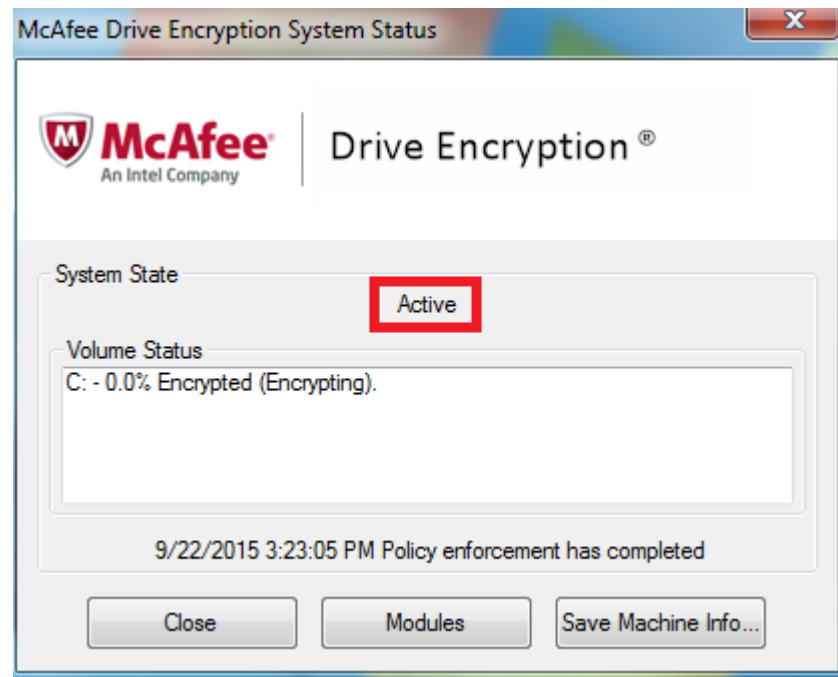 McAfee Drive Encryption System Status
McAfee
An Intel Company
Drive Encryption ®
System State
Active
Volume Status
C: - 0.0% Encrypted (Encrypting).
9/22/2015 3:23:05 PM Policy enforcement has completed
Close
Modules
Save Machine Info...